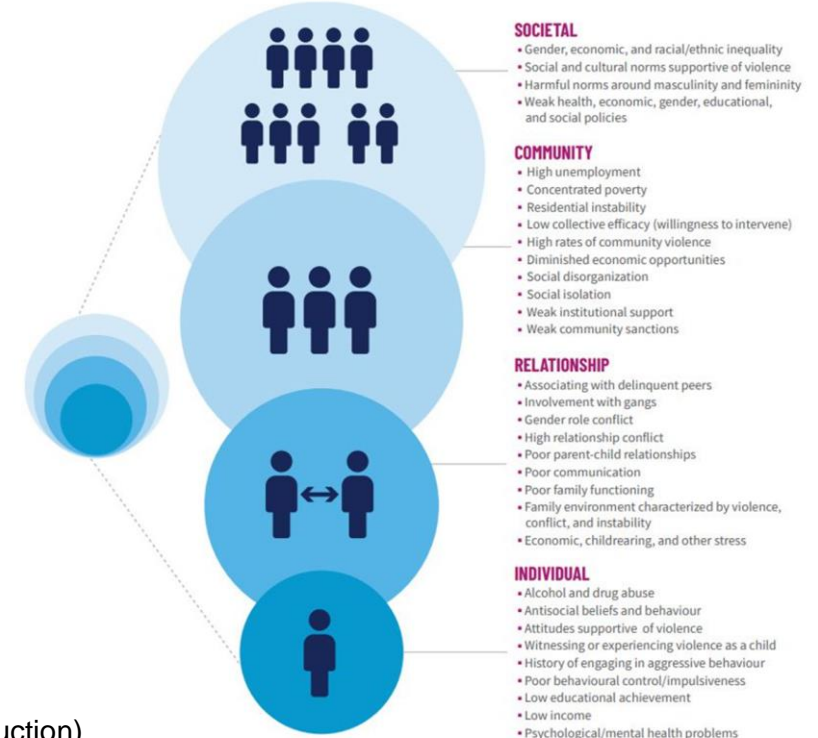 SOCIETAL
▪ Gender, economic, and racial/ethnic inequality
▪ Social and cultural norms supportive of violence
▪ Harmful norms around masculinity and femininity
▪ Weak health, economic, gender, educational,
and social policies
COMMUNITY
▪ High unemployment
▪ Concentrated poverty
▪ Residential instability
▪ Low collective efficacy (willingness to intervene)
▪ High rates of community violence
▪ Diminished economic opportunities
▪ Social disorganization
▪ Social isolation
▪ Weak institutional support
▪ Weak community sanctions
RELATIONSHIP
▪ Associating with delinquent peers
▪ Involvement with gangs
▪ Gender role conflict
▪ High relationship conflict
▪ Poor parent-child relationships
▪ Poor communication
▪ Poor family functioning
▪ Family environment characterized by violence,
conflict, and instability
▪ Economic, childrearing, and other stress
INDIVIDUAL
▪ Alcohol and drug abuse
▪ Antisocial beliefs and behaviour
▪ Attitudes supportive of violence
▪ Witnessing or experiencing violence as a child
▪ History of engaging in aggressive behaviour
▪ Poor behavioural control/impulsiveness
▪ Low educational achievement
▪ Low income
▪ Psychological/mental health problems
uction)